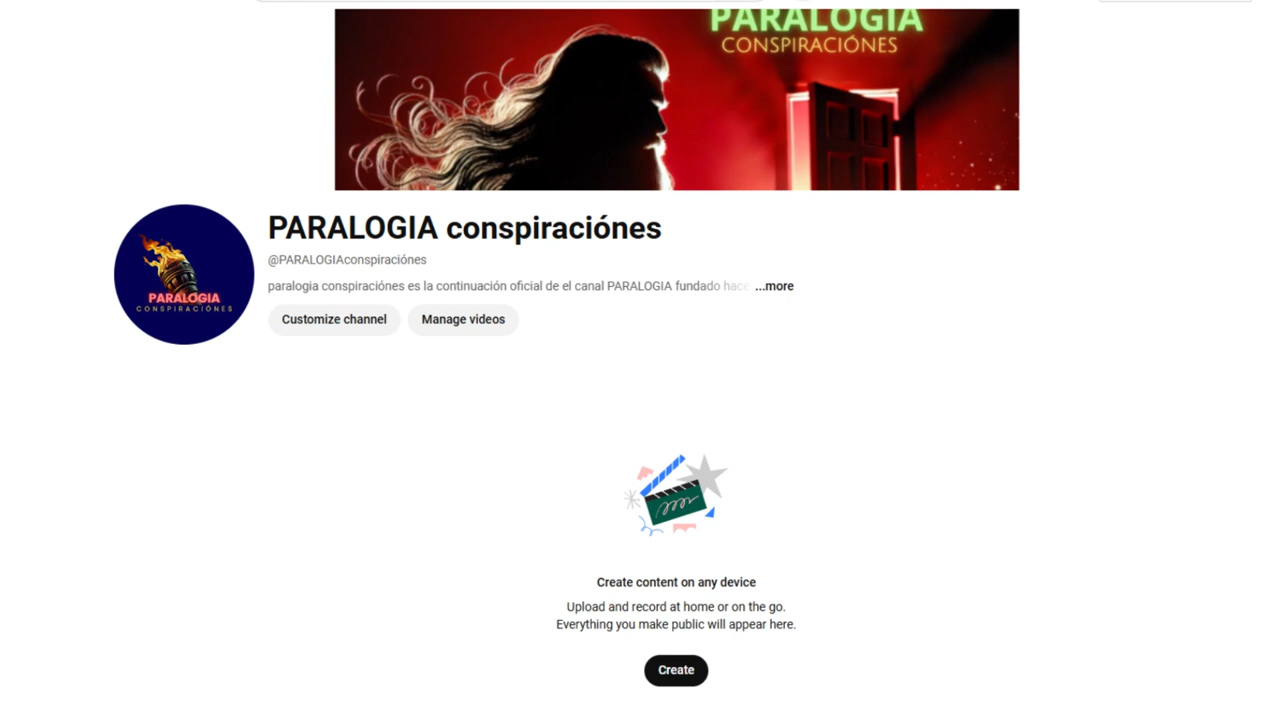 PARALOGIA
CONSPIRACIÓNES
PARALOGIA conspiraciónes
@PARALOGIAconspiraciónes
paralogia conspiraciónes es la continuación oficial de el canal PARALOGIA fundado hace ...more
Customize channel
Manage videos
PARALOGIA
CONSPIRACIÓNES
Create content on any device
Upload and record at home or on the go.
Everything you make public will appear here.
Create